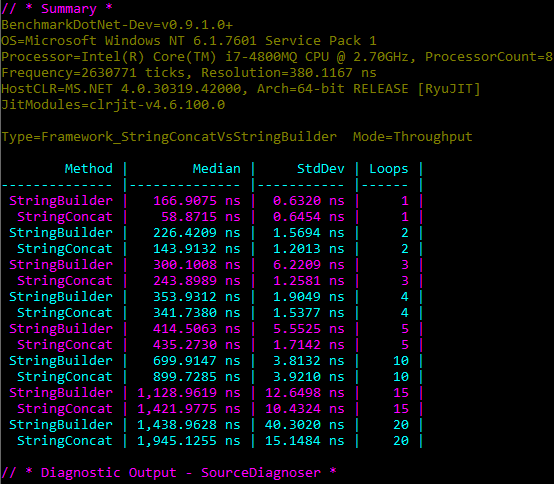 // * Summary *
BenchmarkDotNet-Dev=v0.9.1.0+
OS=Microsoft Windows NT 6.1.7601 Service Pack 1
Processor=Intel(R) Core(TM) i7-4800MQ CPU @ 2.70GHz, ProcessorCount=8
Frequency=2630771 ticks, Resolution=380.1167 ns
HostCLR=MS.NET 4.0.30319.42000, Arch=64-bit RELEASE [RyuJIT]
JitModules=clrjit-v4.6.100.0
Type=Framework_StringConcatVsStringBuilder  Mode=Throughput
Method | Median | StdDev | Loops |
-------------- |-------------- |----------- |------ |
StringBuilder | 166.9075 ns | 0.6320 ns | 1 |
StringConcat | 58.8715 ns | 0.6454 ns | 1 |
StringBuilder | 226.4209 ns | 1.5694 ns | 2 |
StringConcat | 143.9132 ns | 1.2013 ns | 2 |
StringBuilder | 300.1008 ns | 6.2209 ns | 3 |
StringConcat | 243.8989 ns | 1.2581 ns | 3 |
StringBuilder | 353.9312 ns | 1.9049 ns | 4 |
StringConcat | 341.7380 ns | 1.5377 ns | 4 |
StringBuilder | 414.5063 ns | 5.5525 ns | 5 |
StringConcat | 435.2730 ns | 1.7142 ns | 5 |
StringBuilder | 699.9147 ns | 3.8132 ns | 10 |
StringConcat | 899.7285 ns | 3.9210 ns | 10 |
StringBuilder | 1,128.9619 ns | 12.6498 ns | 15 |
StringConcat | 1,421.9775 ns | 10.4324 ns | 15 |
StringBuilder | 1,438.9628 ns | 40.3020 ns | 20 |
StringConcat | 1,945.1255 ns | 15.1484 ns | 20 |
// * Diagnostic Output - SourceDiagnoser *